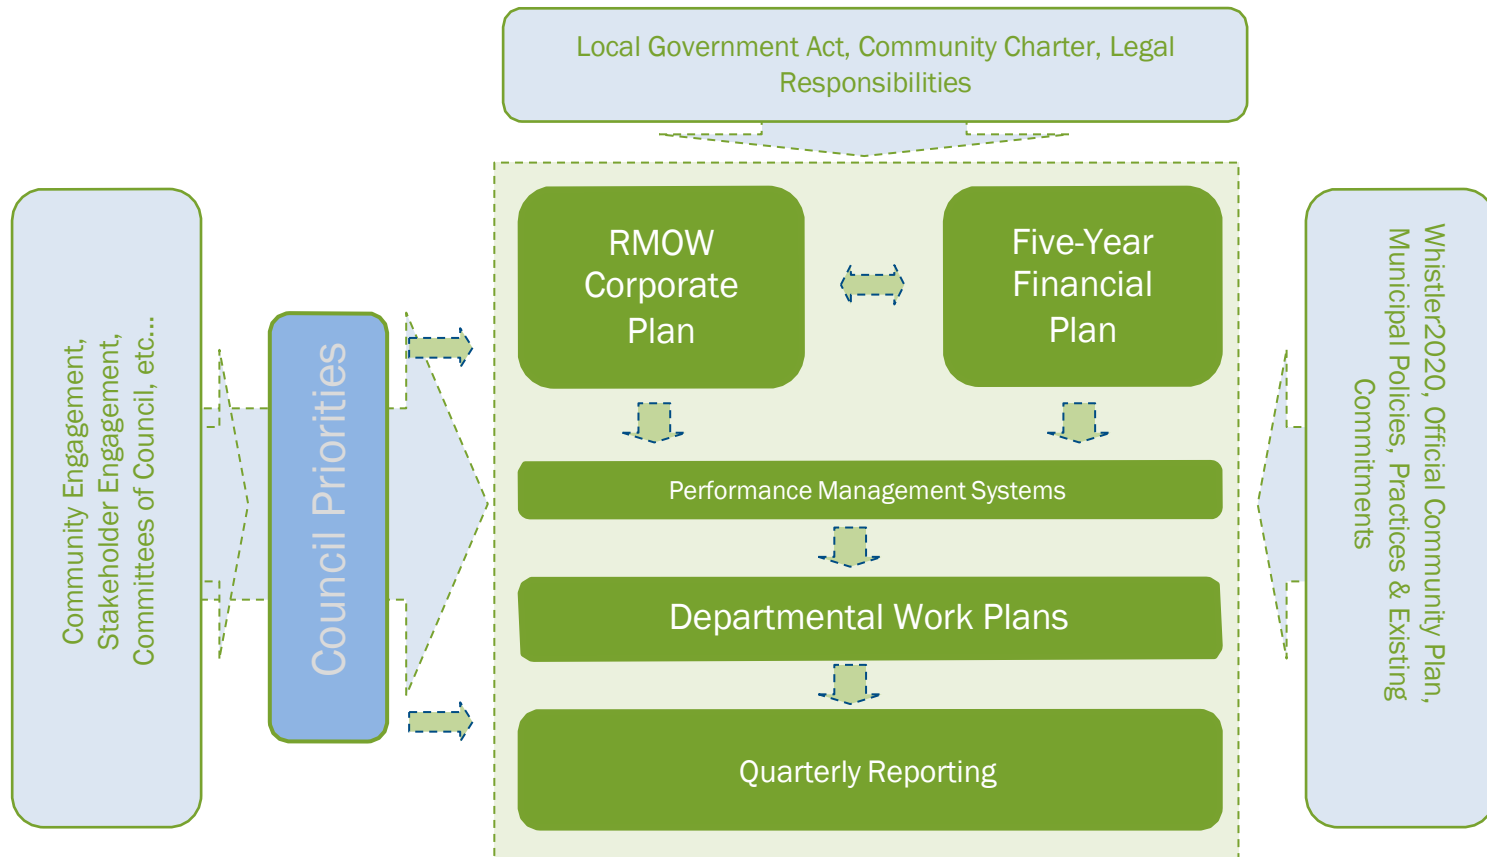 Local Government Act, Community Charter, Legal
Responsibilities
Community Engagement,
Stakeholder Engagement,
Committees of Council, etc...
Council Priorities
RMOW
Corporate
Plan
Five-Year
Financial
Plan
Performance Management Systems
Departmental Work Plans
Quarterly Reporting
Whistler2020, Official Community Plan,
Municipal Policies, Practices & Existing
Commitments